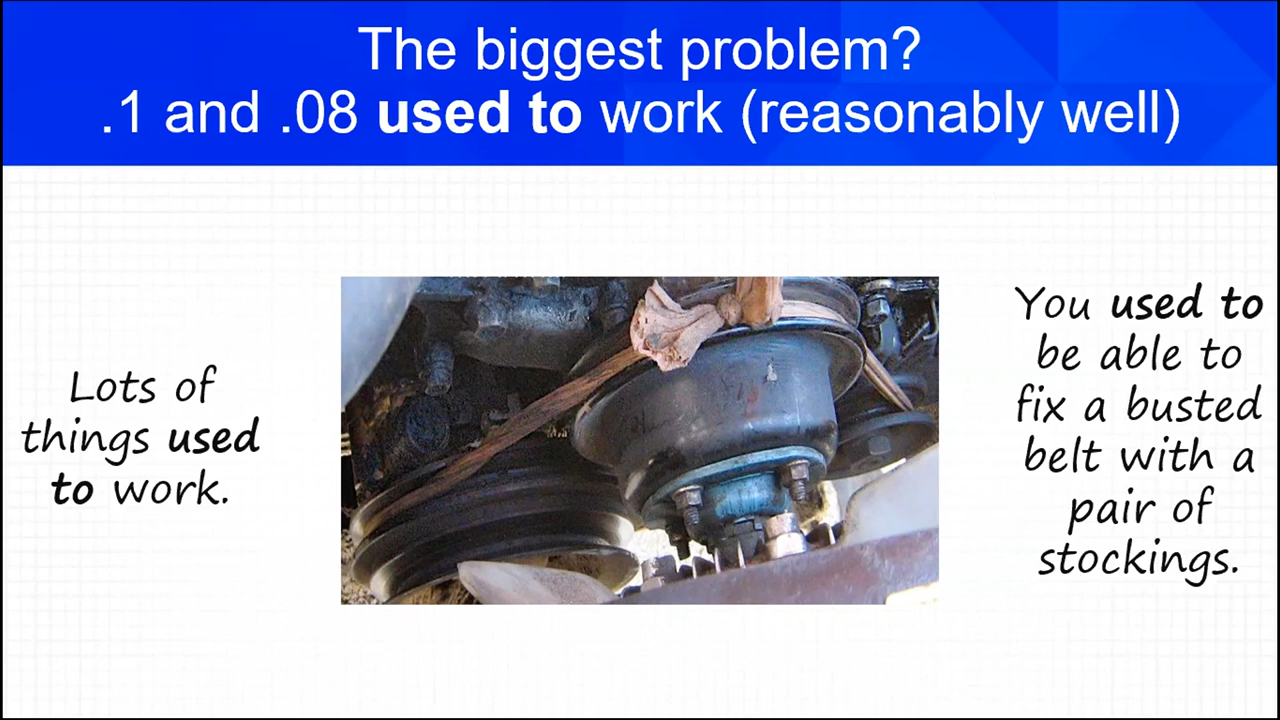 The biggest problem?
.1 and .08 used to work (reasonably well)
Lots of
things used
to work.
You used to
be able to
fix a busted
belt with a
pair of
stockings.